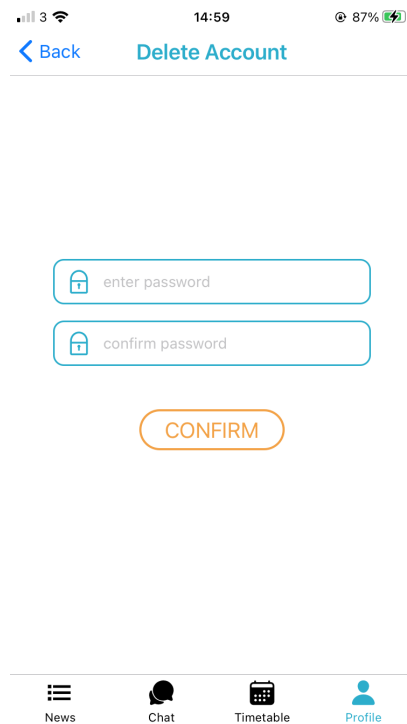 3 14:59 87%
Back Delete Account
enter password
confirm password
CONFIRM
News Chat Timetable Profile